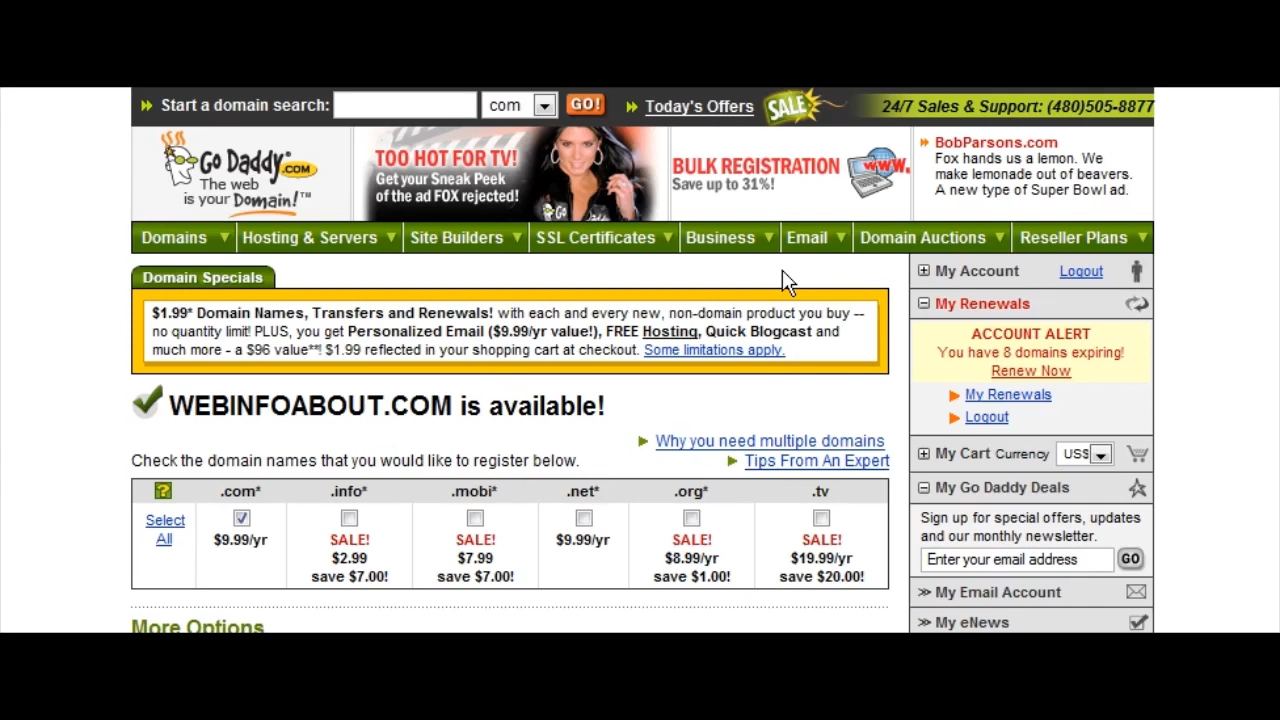 Start a domain search: com GO! Today's Offers SALE 24/7 Sales & Support: (480)505-8877
Go Daddy.COM
The web
is your Domain!™
TOO HOT FOR TV!
Get your Sneak Peek
of the ad FOX rejected!
Go
BULK REGISTRATION
Save up to 31%!
www.
BobParsons.com
Fox hands us a lemon. We
make lemonade out of beavers.
A new type of Super Bowl ad.
Domains Hosting & Servers Site Builders SSL Certificates Business Email Domain Auctions Reseller Plans
Domain Specials
$1.99* Domain Names, Transfers and Renewals! with each and every new, non-domain product you buy --
no quantity limit! PLUS, you get Personalized Email ($9.99/yr value!), FREE Hosting, Quick Blogcast and
much more - a $96 value**! $1.99 reflected in your shopping cart at checkout. Some limitations apply.
WEBINFOABOUT.COM is available!
Why you need multiple domains
Check the domain names that you would like to register below.
Tips From An Expert
? .com* .info* .mobi* .net* .org* .tv
Select
All
$9.99/yr SALE! SALE! $9.99/yr SALE! SALE!
$2.99 $7.99 $8.99/yr $19.99/yr
save $7.00! save $7.00! save $1.00! save $20.00!
More Options
My Account Logout
My Renewals
ACCOUNT ALERT
You have 8 domains expiring!
Renew Now
My Renewals
Logout
My Cart Currency US$
My Go Daddy Deals
Sign up for special offers, updates
and our monthly newsletter.
Enter your email address GO
My Email Account
My eNews